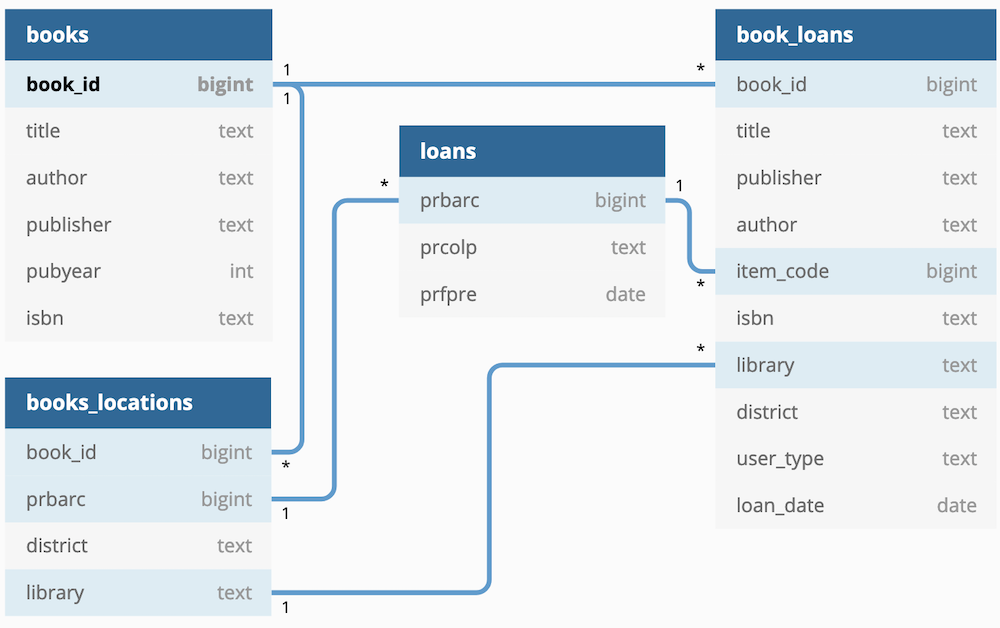 books
book_id bigint
title text
author text
publisher text
pubyear int
isbn text
books_locations
book_id bigint
prbarc bigint
district text
library text
loans
prbarc bigint
prcolp text
prfpre date
book_loans
book_id bigint
title text
publisher text
author text
item_code bigint
isbn text
library text
district text
user_type text
loan_date date
1
*
1
*
*
1
1
*
*
1